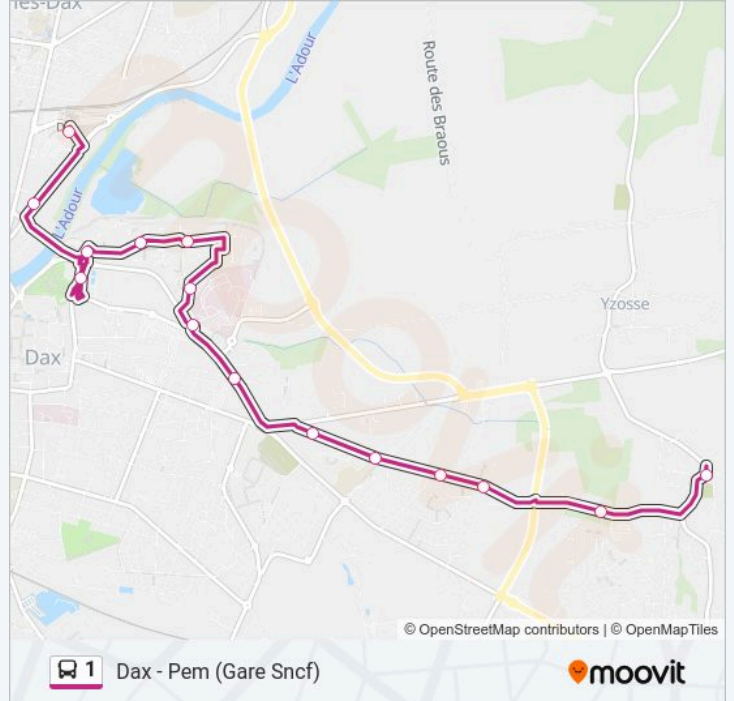 les-Dax
L'Adour
Route des Braous
L'Adour
Yzosse
Dax
© OpenStreetMap contributors | © OpenMapTiles
1 Dax - Pem (Gare Sncf)
moovit